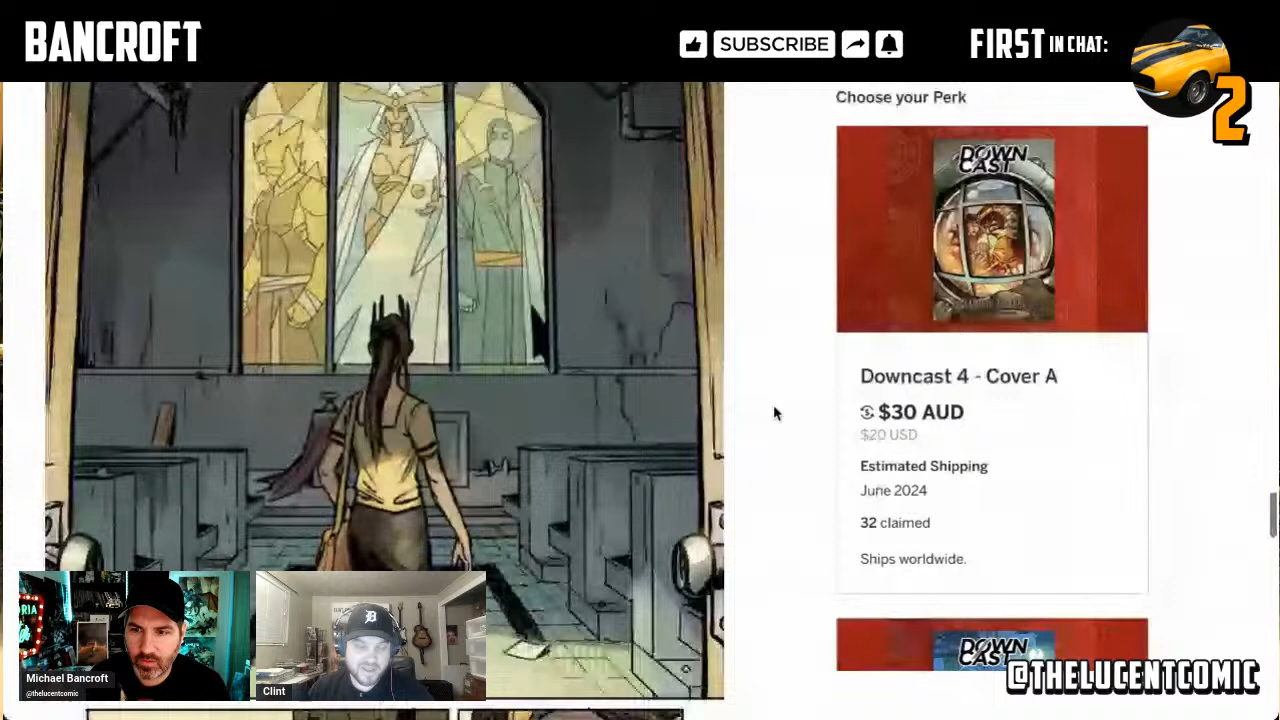 BANCROFT
SUBSCRIBE
FIRST IN CHAT:
2
Choose your Perk
DOWN
CAST
Downcast 4 - Cover A
$30 AUD
$20 USD
Estimated Shipping
June 2024
32 claimed
Ships worldwide.
DOWN
CAST
RIA
D
Michael Bancroft
@thelucentcomic
Clint
@THELUCENTCOMIC